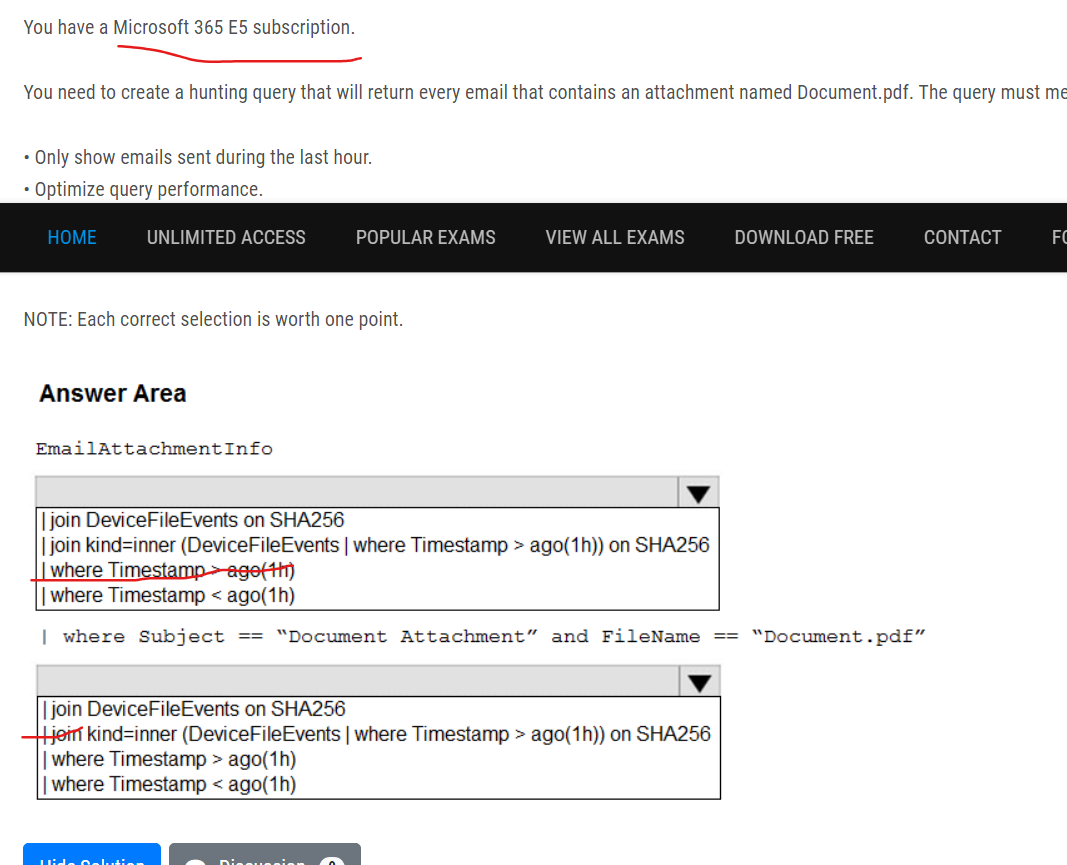 You have a Microsoft 365 E5 subscription.
You need to create a hunting query that will return every email that contains an attachment named Document.pdf. The query must me
• Only show emails sent during the last hour.
• Optimize query performance.
HOME UNLIMITED ACCESS POPULAR EXAMS VIEW ALL EXAMS DOWNLOAD FREE CONTACT FO
NOTE: Each correct selection is worth one point.
Answer Area
EmailAttachmentInfo
| join DeviceFileEvents on SHA256
| join kind=inner (DeviceFileEvents | where Timestamp > ago(1h)) on SHA256
| where Timestamp > ago(1h)
| where Timestamp < ago(1h)
| where Subject == “Document Attachment” and FileName == “Document.pdf”
| join DeviceFileEvents on SHA256
| join kind=inner (DeviceFileEvents | where Timestamp > ago(1h)) on SHA256
| where Timestamp > ago(1h)
| where Timestamp < ago(1h)
Hide Solution Discussion 0